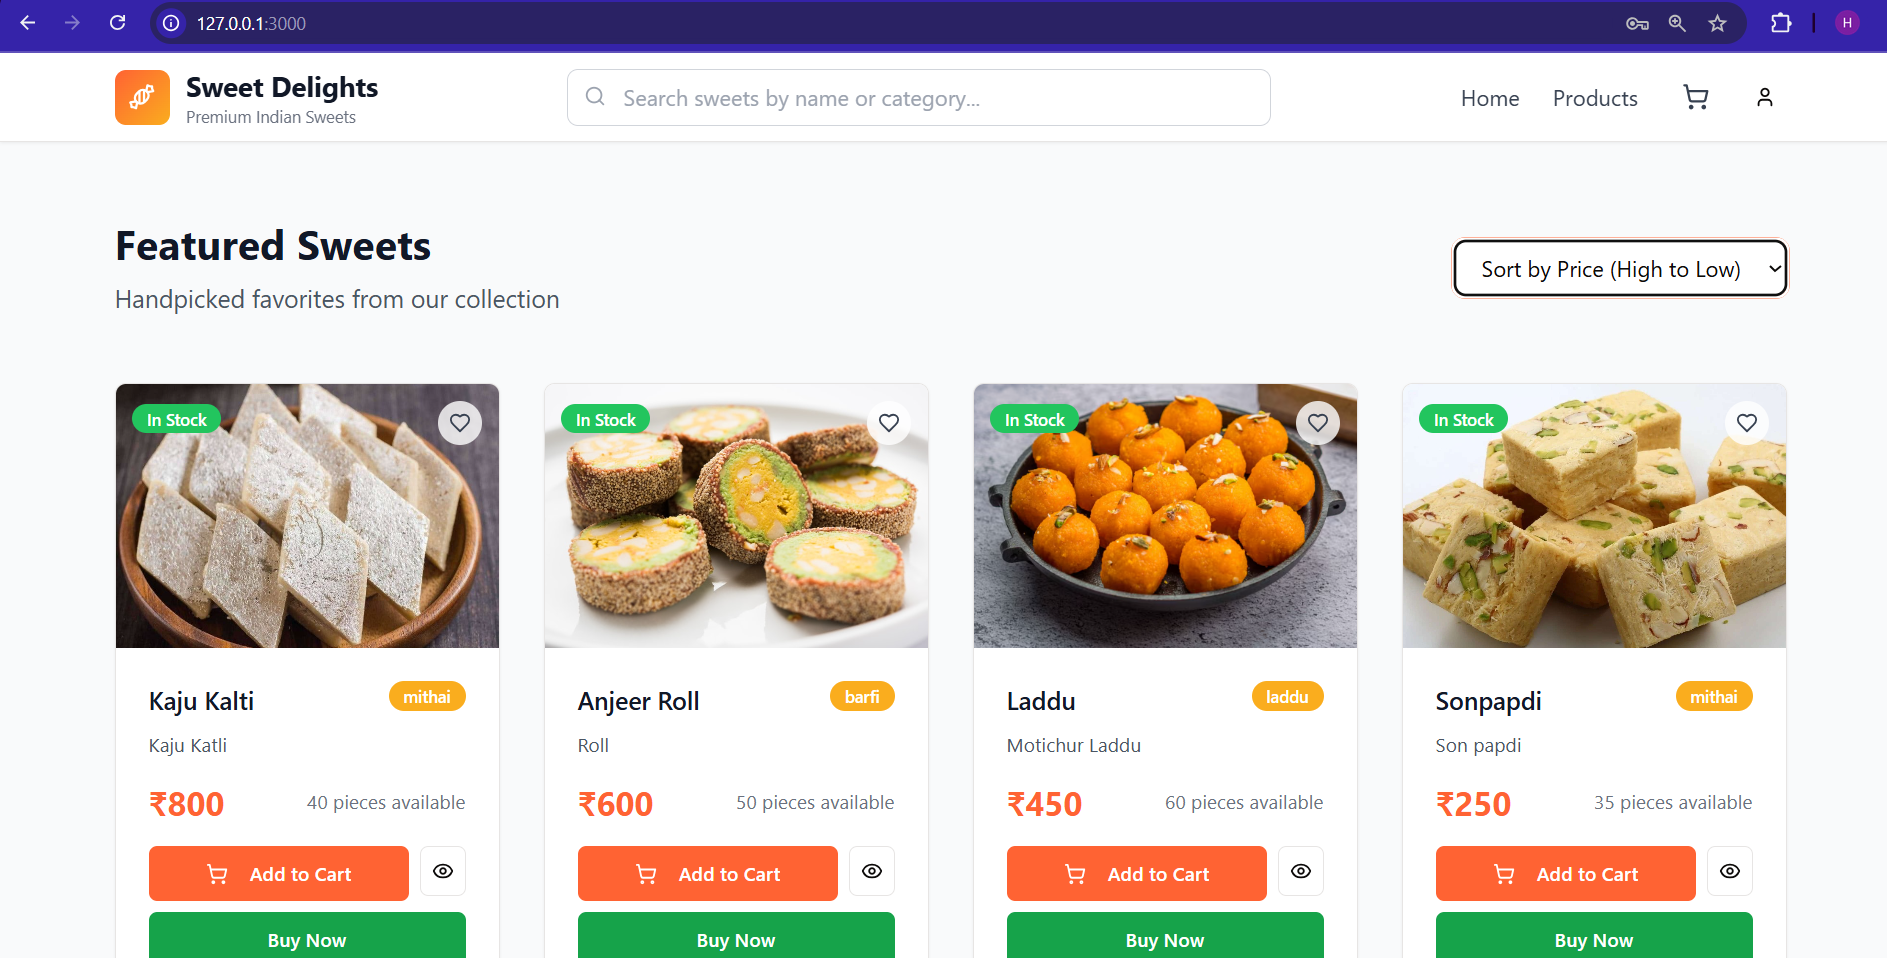 127.0.0.1:3000
H
Sweet Delights
Premium Indian Sweets
Search sweets by name or category...
Home
Products
Featured Sweets
Handpicked favorites from our collection
Sort by Price (High to Low)
In Stock
In Stock
In Stock
In Stock
Kaju Kalti
mithai
Kaju Katli
₹800
40 pieces available
Add to Cart
Buy Now
Anjeer Roll
barfi
Roll
₹600
50 pieces available
Add to Cart
Buy Now
Laddu
laddu
Motichur Laddu
₹450
60 pieces available
Add to Cart
Buy Now
Sonpapdi
mithai
Son papdi
₹250
35 pieces available
Add to Cart
Buy Now